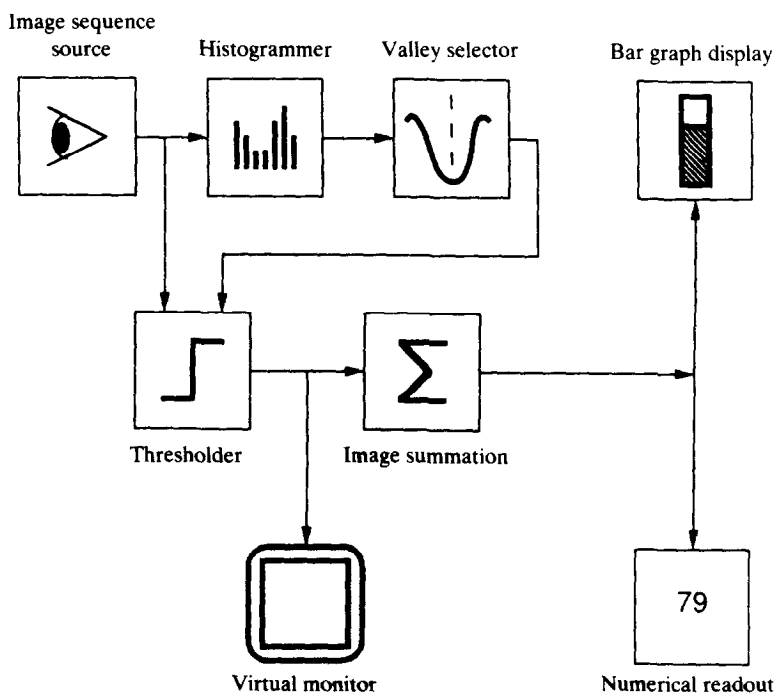 Image sequence
source
Histogrammer
Valley selector
Bar graph display
Thresholder
Image summation
79
Virtual monitor
Numerical readout